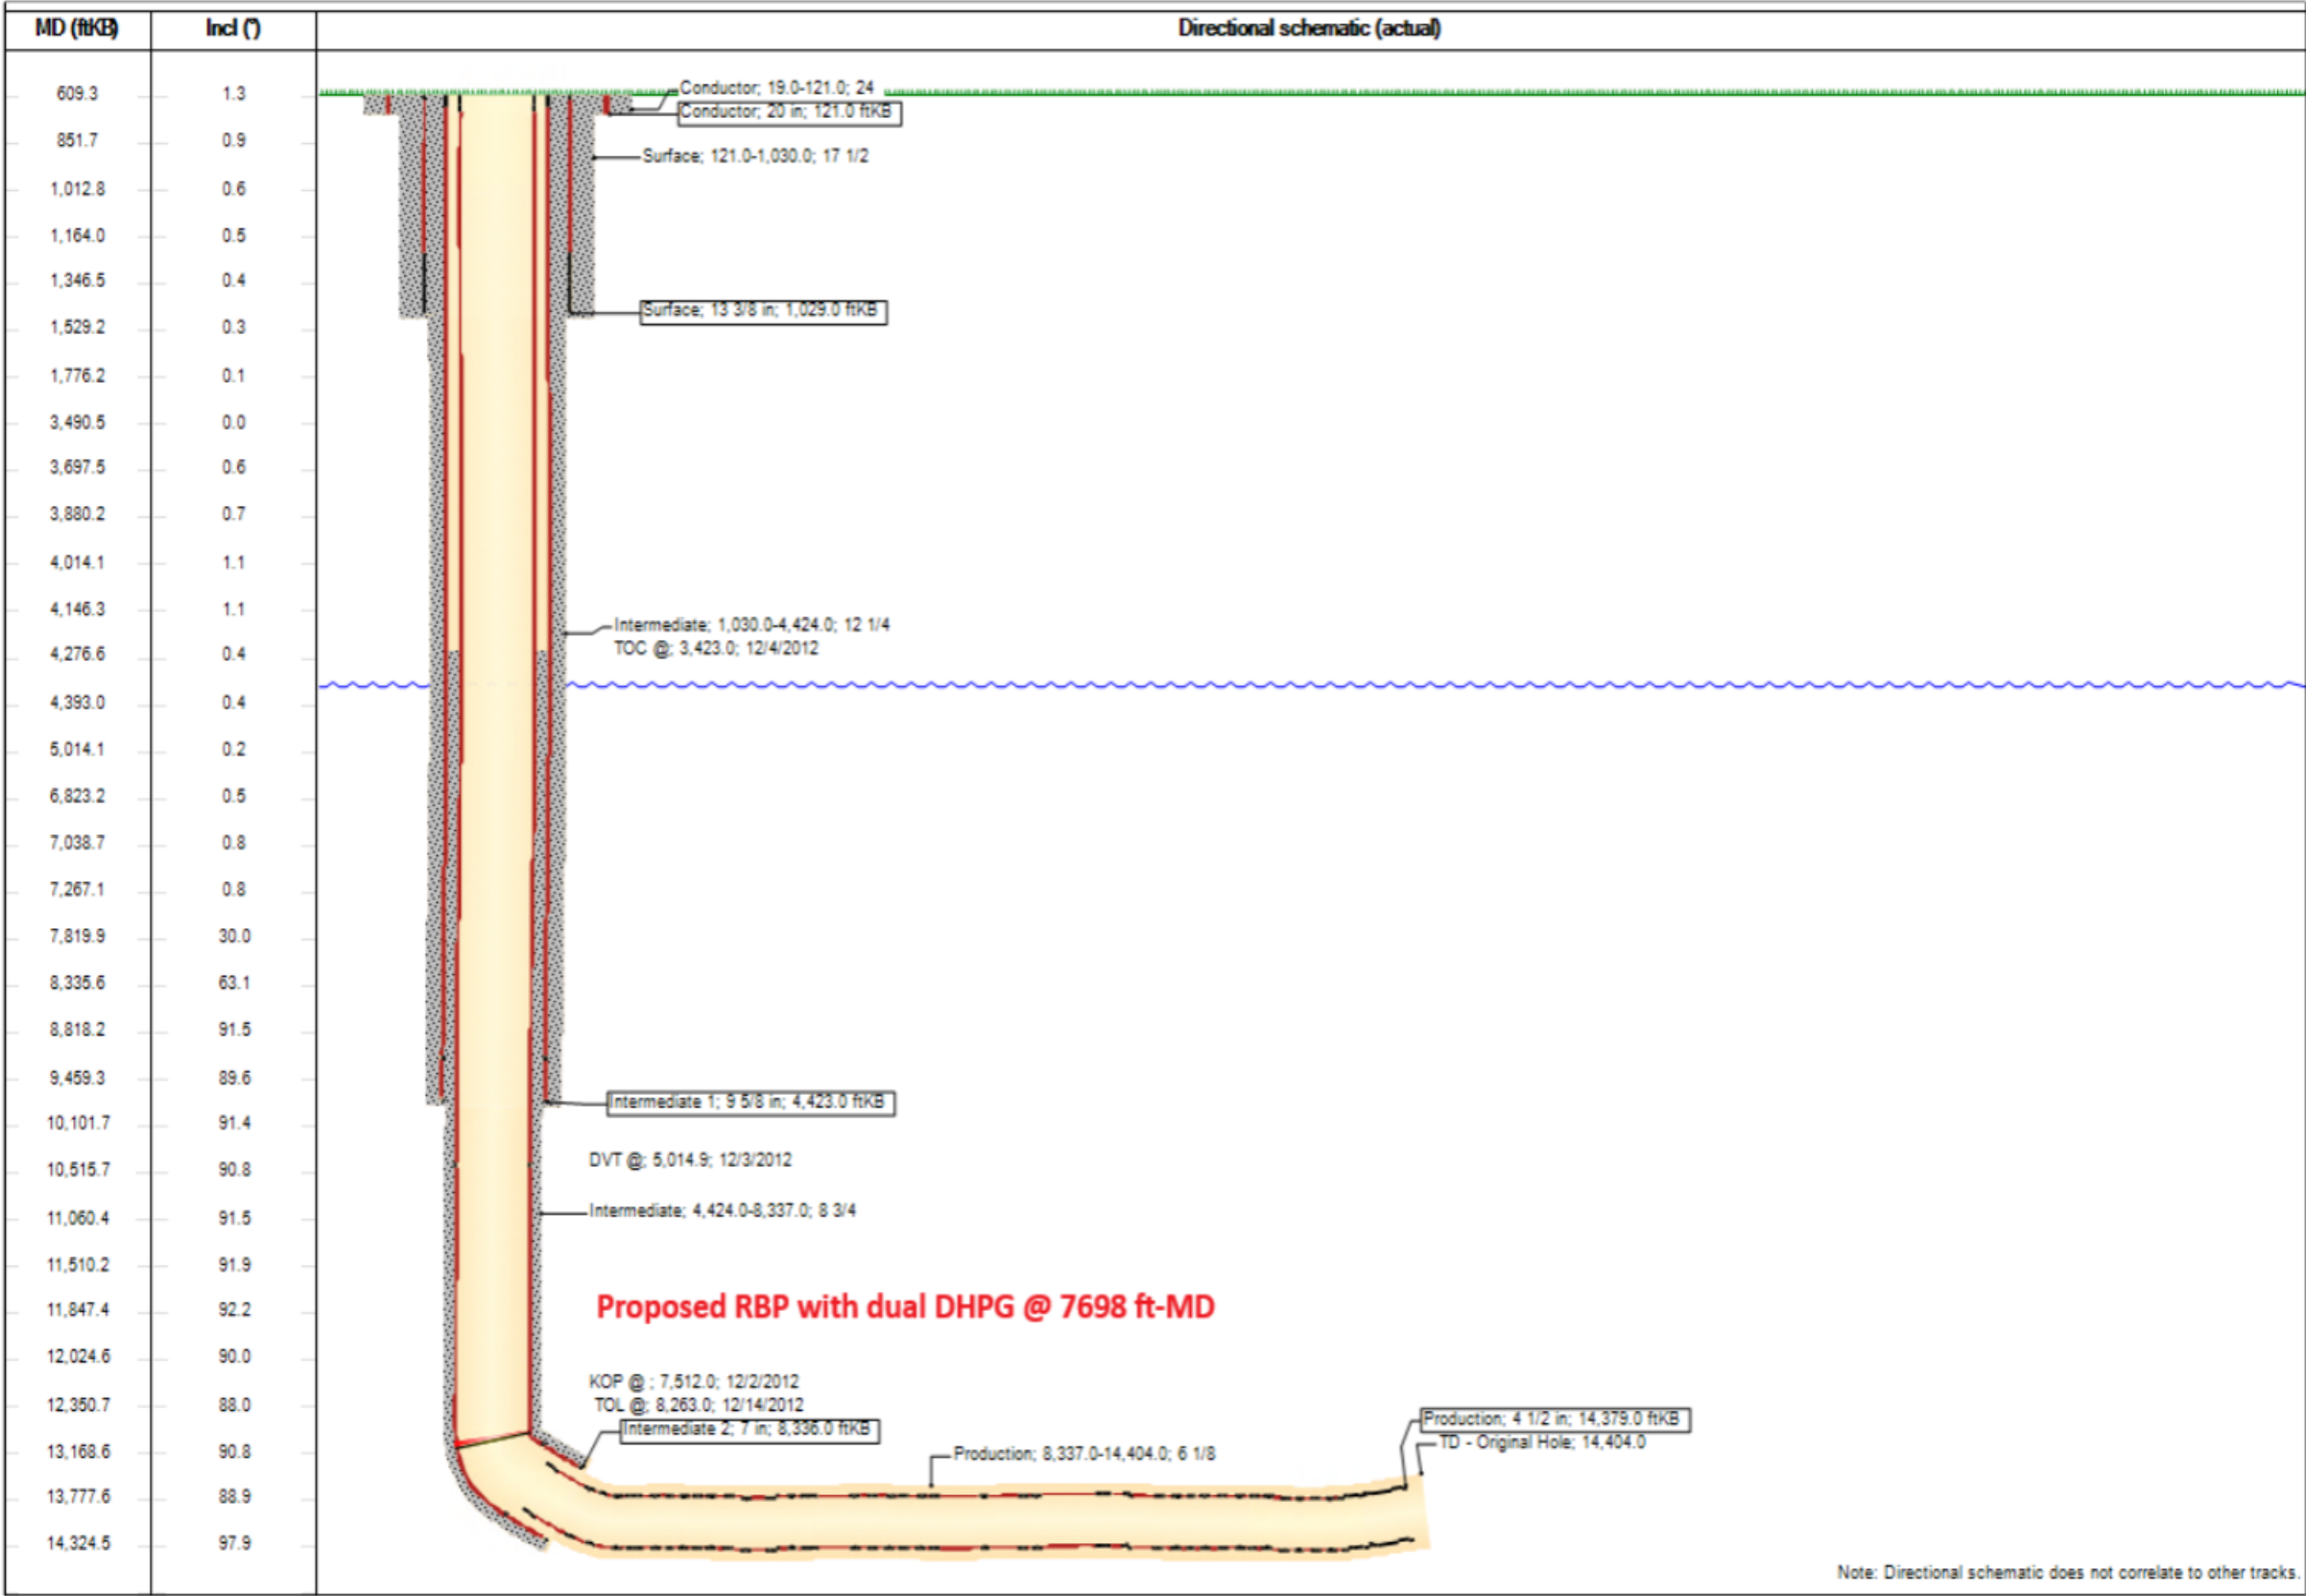 MD (ftKB) Incl (°) Directional schematic (actual)
609.3 1.3
851.7 0.9
1,012.8 0.6
1,164.0 0.5
1,346.5 0.4
1,529.2 0.3
1,776.2 0.1
3,490.5 0.0
3,697.5 0.6
3,880.2 0.7
4,014.1 1.1
4,146.3 1.1
4,276.6 0.4
4,393.0 0.4
5,014.1 0.2
6,823.2 0.5
7,038.7 0.8
7,267.1 0.8
7,819.9 30.0
8,335.6 63.1
8,818.2 91.5
9,459.3 89.6
10,101.7 91.4
10,515.7 90.8
11,060.4 91.5
11,510.2 91.9
11,847.4 92.2
12,024.6 90.0
12,350.7 88.0
13,168.6 90.8
13,777.6 88.9
14,324.5 97.9
Conductor; 19.0-121.0; 24
Conductor; 20 in; 121.0 ftKB
Surface; 121.0-1,030.0; 17 1/2
Surface; 13 3/8 in; 1,029.0 ftKB
Intermediate; 1,030.0-4,424.0; 12 1/4
TOC @; 3,423.0; 12/4/2012
Intermediate 1; 9 5/8 in; 4,423.0 ftKB
DVT @; 5,014.9; 12/3/2012
Intermediate; 4,424.0-8,337.0; 8 3/4
Proposed RBP with dual DHPG @ 7698 ft-MD
KOP @ : 7,512.0; 12/2/2012
TOL @; 8,263.0; 12/14/2012
Intermediate 2; 7 in; 8,336.0 ftKB
Production; 4 1/2 in; 14,379.0 ftKB
TD - Original Hole; 14,404.0
Production; 8,337.0-14,404.0; 6 1/8
Note: Directional schematic does not correlate to other tracks.